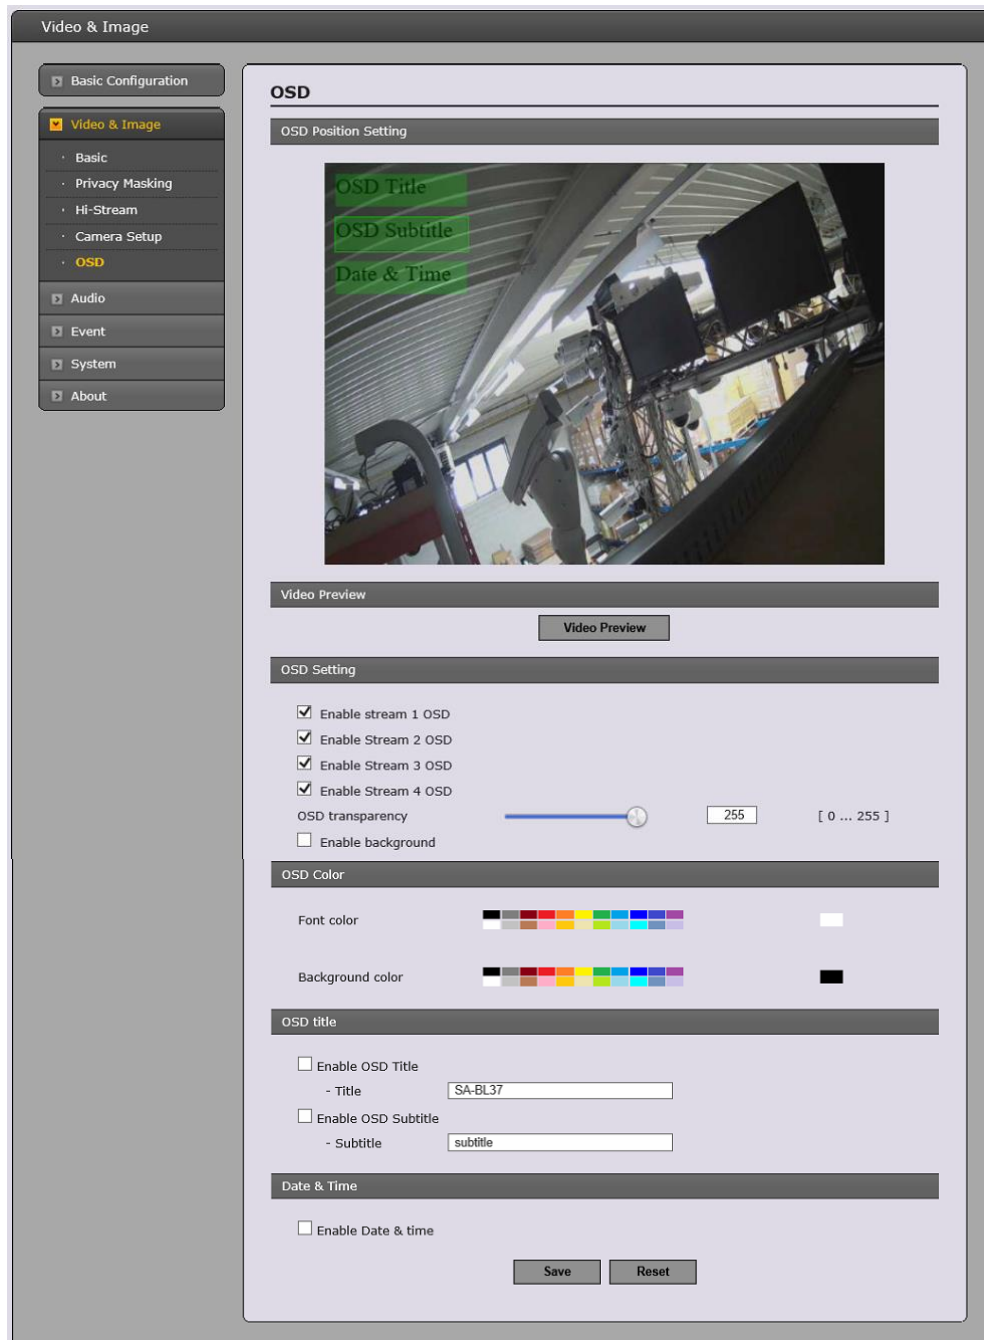 Video & Image
Basic Configuration
Video & Image
Basic
Privacy Masking
Hi-Stream
Camera Setup
OSD
Audio
Event
System
About
OSD
OSD Position Setting
OSD Title
OSD Subtitle
Date & Time
Video Preview
Video Preview
OSD Setting
Enable stream 1 OSD
Enable Stream 2 OSD
Enable Stream 3 OSD
Enable Stream 4 OSD
OSD transparency 255 [ 0 ... 255 ]
Enable background
OSD Color
Font color
Background color
OSD title
Enable OSD Title
- Title SA-BL37
Enable OSD Subtitle
- Subtitle subtitle
Date & Time
Enable Date & time
Save Reset